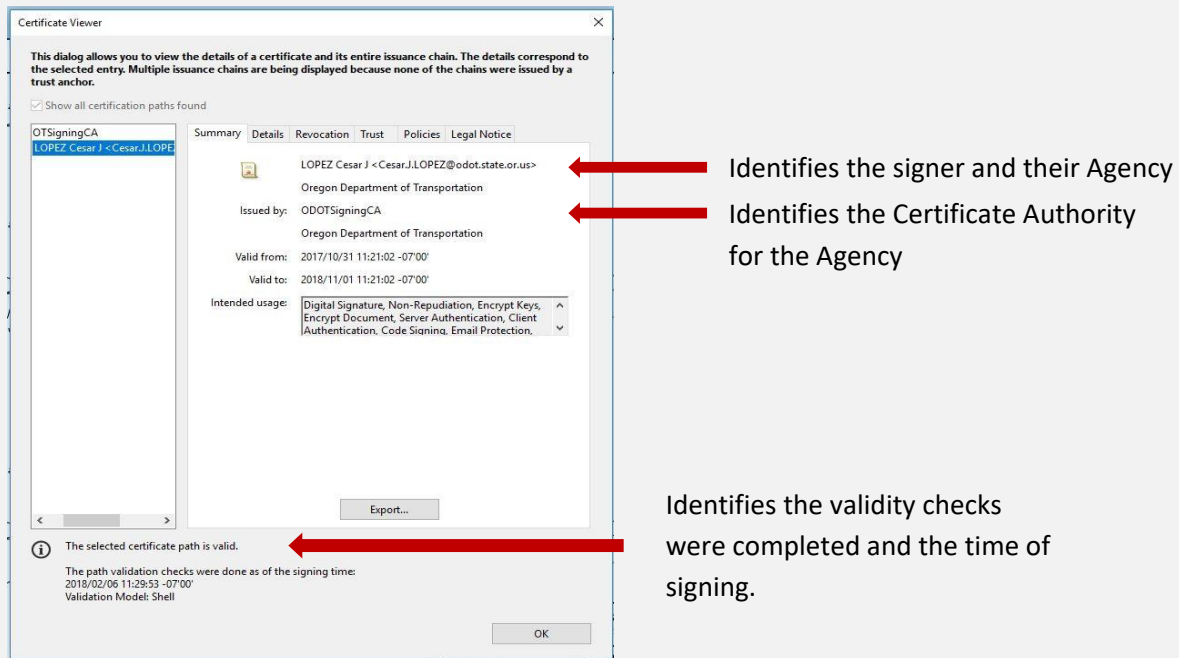 Certificate Viewer
This dialog allows you to view the details of a certificate and its entire issuance chain. The details correspond to
the selected entry. Multiple issuance chains are being displayed because none of the chains were issued by a
trust anchor.
Show all certification paths found
OTSigningCA
LOPEZ Cesar J <Cesar.J.LOPE
Summary Details Revocation Trust Policies Legal Notice
LOPEZ Cesar J <Cesar.J.LOPEZ@odot.state.or.us>
Oregon Department of Transportation
Issued by: ODOTSigningCA
Oregon Department of Transportation
Valid from: 2017/10/31 11:21:02 -07'00'
Valid to: 2018/11/01 11:21:02 -07'00'
Intended usage: Digital Signature, Non-Repudiation, Encrypt Keys,
Encrypt Document, Server Authentication, Client
Authentication, Code Signing, Email Protection,
Export...
The selected certificate path is valid.
The path validation checks were done as of the signing time:
2018/02/06 11:29:53 -07'00'
Validation Model: Shell
OK
Identifies the signer and their Agency
Identifies the Certificate Authority
for the Agency
Identifies the validity checks
were completed and the time of
signing.